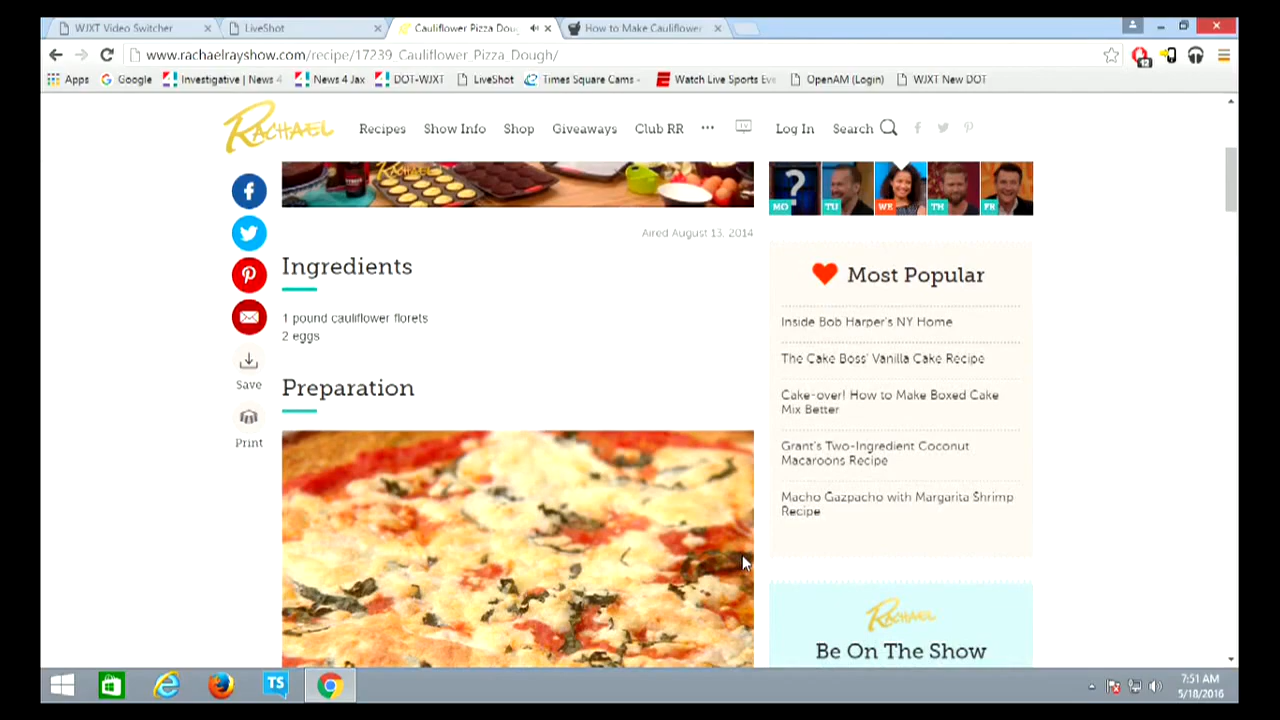 WJXT Video Switcher
LiveShot
Cauliflower Pizza Dou
How to Make Cauliflower
www.rachaelrayshow.com/recipe/17239_Cauliflower_Pizza_Dough/
Apps
Google
Investigative | News 4
News 4 Jax
DOT-WJXT
LiveShot
Times Square Cams -
Watch Live Sports Eve
OpenAM (Login)
WJXT New DOT
RACHAEL
Recipes
Show Info
Shop
Giveaways
Club RR
•••
TV
Log In
Search
RACHAEL
?
MO
TU
WE
TH
FR
Aired August 13, 2014
Ingredients
1 pound cauliflower florets
2 eggs
Save
Print
Preparation
Most Popular
Inside Bob Harper's NY Home
The Cake Boss' Vanilla Cake Recipe
Cake-over! How to Make Boxed Cake
Mix Better
Grant's Two-Ingredient Coconut
Macaroons Recipe
Macho Gazpacho with Margarita Shrimp
Recipe
RACHAEL
Be On The Show
TS
7:51 AM
5/18/2016